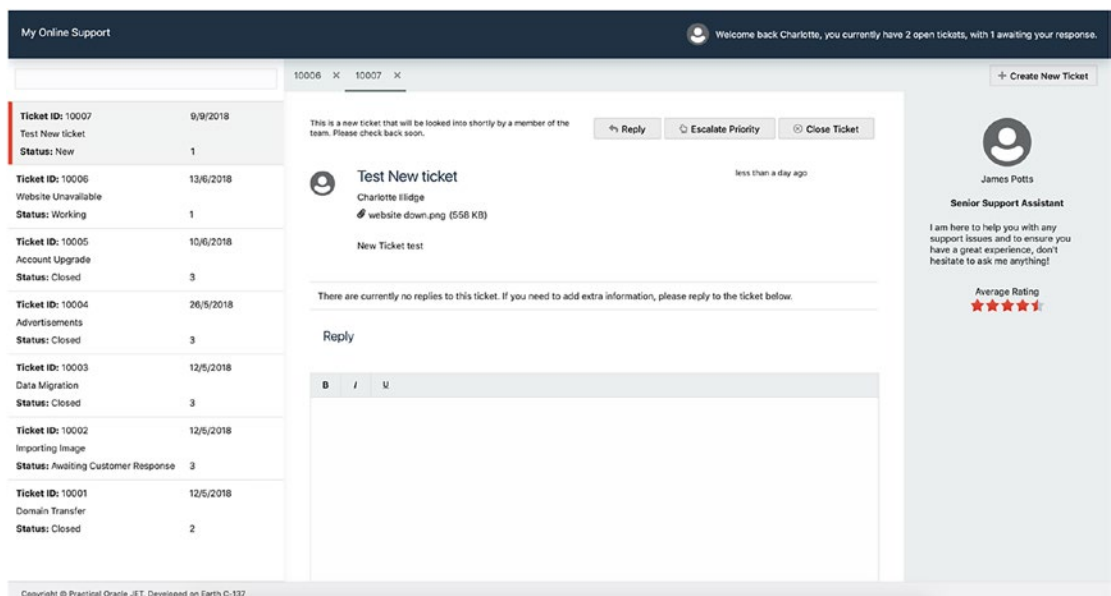 My Online Support
Welcome back Charlotte, you currently have 2 open tickets, with 1 awaiting your response.
10006 ✕ 10007 ✕
+ Create New Ticket
Ticket ID: 10007 9/9/2018
Test New ticket
Status: New 1
Ticket ID: 10006 13/6/2018
Website Unavailable
Status: Working 1
Ticket ID: 10005 10/6/2018
Account Upgrade
Status: Closed 3
Ticket ID: 10004 26/5/2018
Advertisements
Status: Closed 3
Ticket ID: 10003 12/5/2018
Data Migration
Status: Closed 3
Ticket ID: 10002 12/5/2018
Importing Image
Status: Awaiting Customer Response 3
Ticket ID: 10001 12/5/2018
Domain Transfer
Status: Closed 2
This is a new ticket that will be looked into shortly by a member of the
team. Please check back soon.
Reply
Escalate Priority
Close Ticket
Test New ticket
less than a day ago
Charlotte Illidge
website down.png (558 KB)
New Ticket test
There are currently no replies to this ticket. If you need to add extra information, please reply to the ticket below.
Reply
B I U
James Potts
Senior Support Assistant
I am here to help you with any
support issues and to ensure you
have a great experience, don't
hesitate to ask me anything!
Average Rating
Copyright © Practical Oracle JET, Developed on Earth C-137